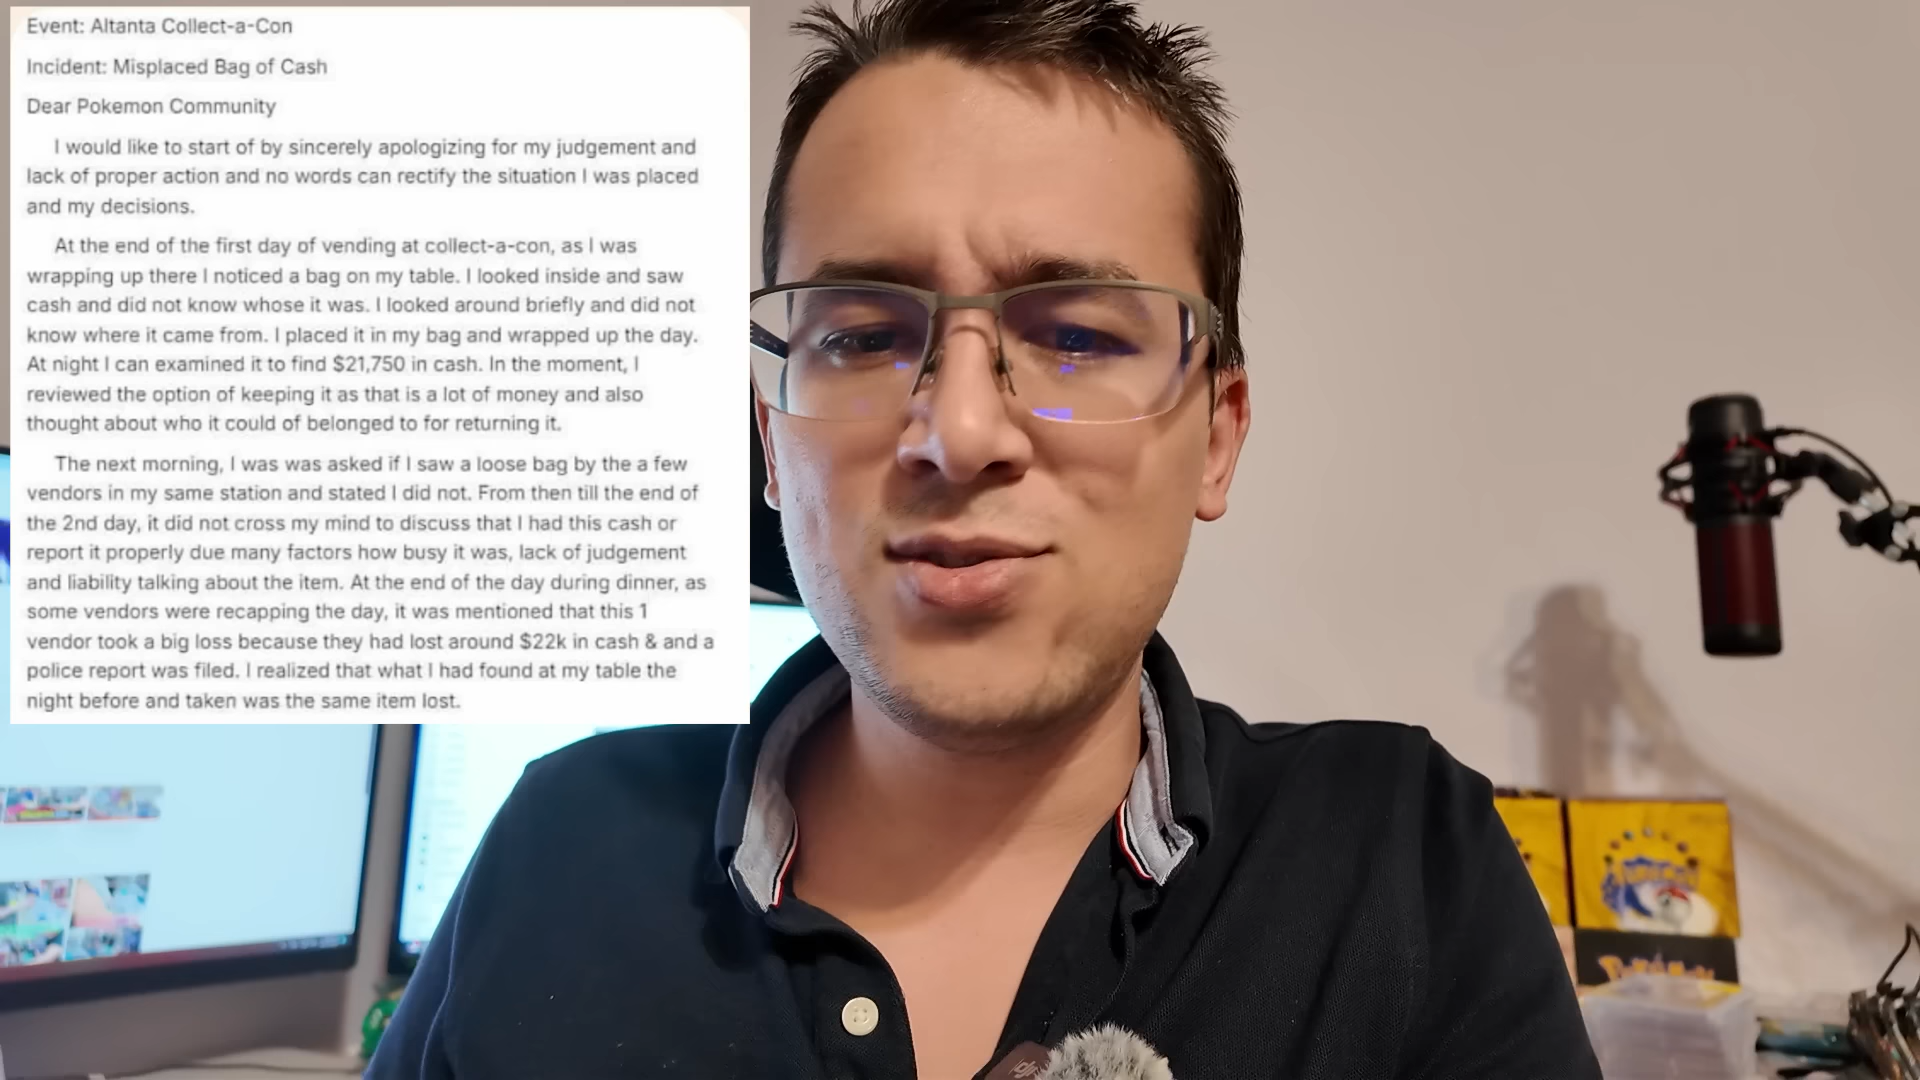 Event: Altanta Collect-a-Con
Incident: Misplaced Bag of Cash
Dear Pokemon Community
I would like to start of by sincerely apologizing for my judgement and
lack of proper action and no words can rectify the situation I was placed
and my decisions.
At the end of the first day of vending at collect-a-con, as I was
wrapping up there I noticed a bag on my table. I looked inside and saw
cash and did not know whose it was. I looked around briefly and did not
know where it came from. I placed it in my bag and wrapped up the day.
At night I can examined it to find $21,750 in cash. In the moment, I
reviewed the option of keeping it as that is a lot of money and also
thought about who it could of belonged to for returning it.
The next morning, I was was asked if I saw a loose bag by the a few
vendors in my same station and stated I did not. From then till the end of
the 2nd day, it did not cross my mind to discuss that I had this cash or
report it properly due many factors how busy it was, lack of judgement
and liability talking about the item. At the end of the day during dinner, as
some vendors were recapping the day, it was mentioned that this 1
vendor took a big loss because they had lost around $22k in cash & and a
police report was filed. I realized that what I had found at my table the
night before and taken was the same item lost.
POKéMON
POKéMON